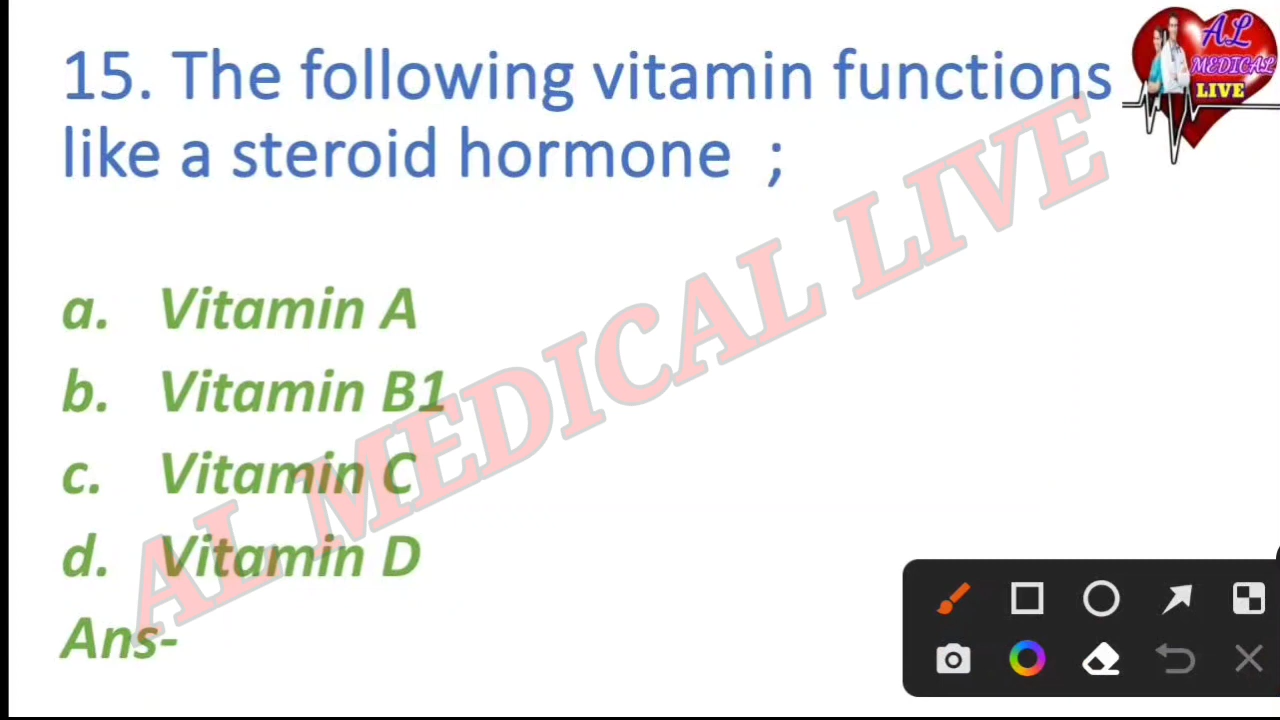 15. The following vitamin functions
like a steroid hormone ;
AL
MEDICAL
LIVE
a. Vitamin A
b. Vitamin B1
c. Vitamin C
d. Vitamin D
Ans-
AL MEDICAL LIVE